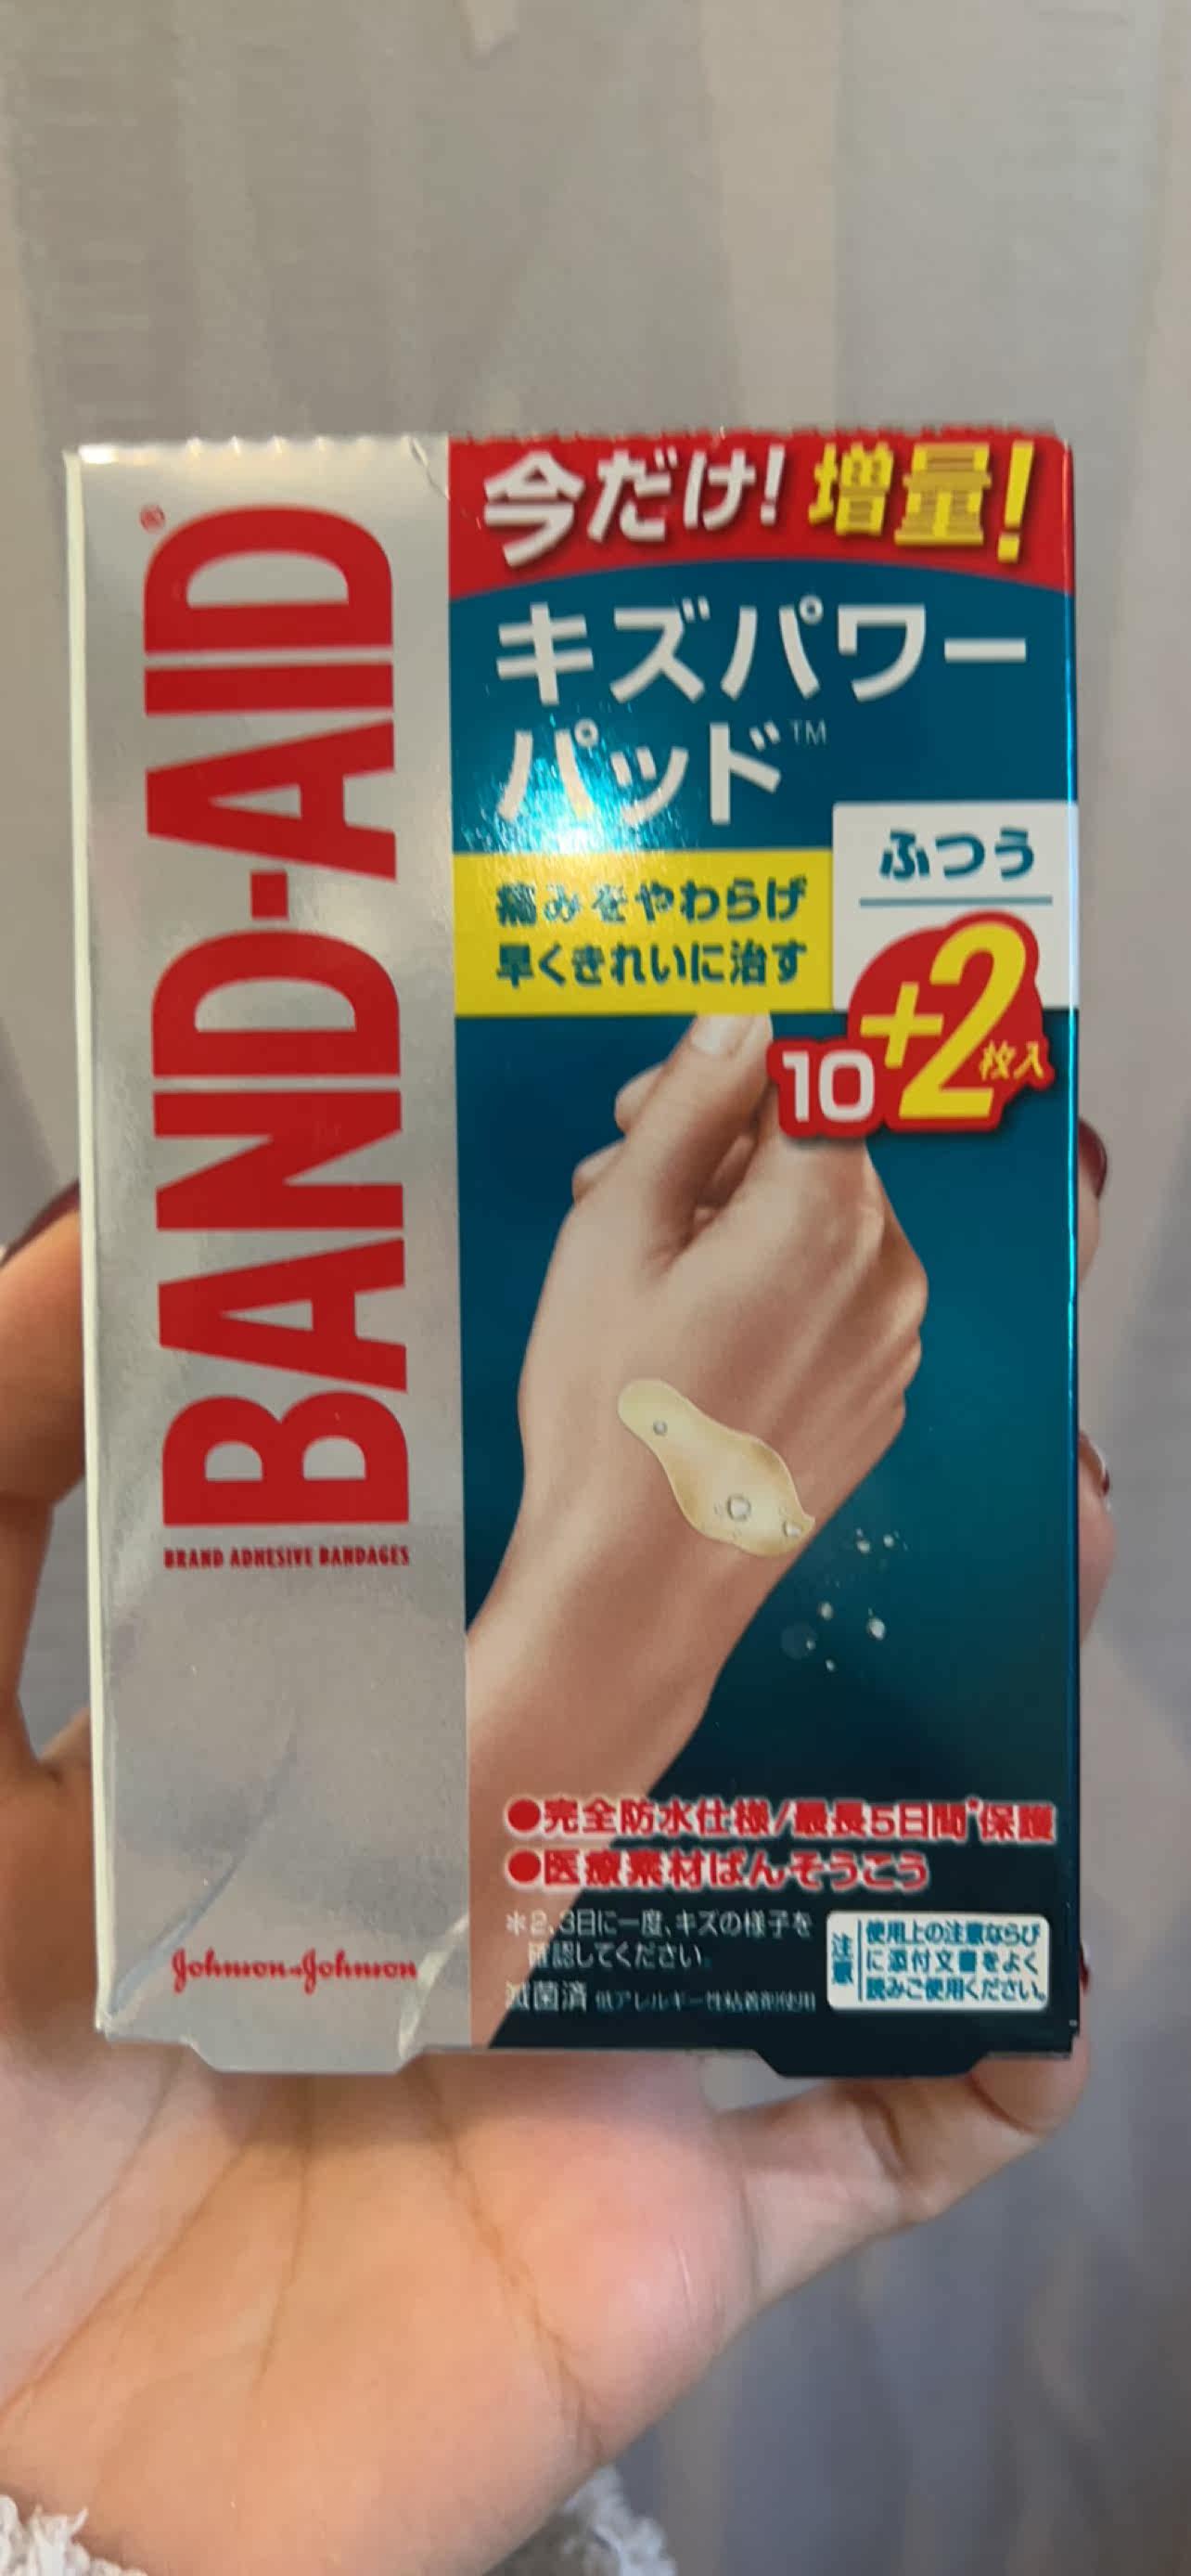 今だけ！増量！
BAND-AID®
BRAND ADHESIVE BANDAGES
キズパワー
パッド™
痛みをやわらげ
早くきれいに治す
ふつう
10+2枚入
●完全防水仕様/最長5日間*保護
●医療素材ばんそうこう
*2、3日に一度、キズの様子を
確認してください。
滅菌済 低アレルギー性粘着剤使用
注意
使用上の注意ならび
に添付文書をよく
読みご使用ください。
Johnson-Johnson